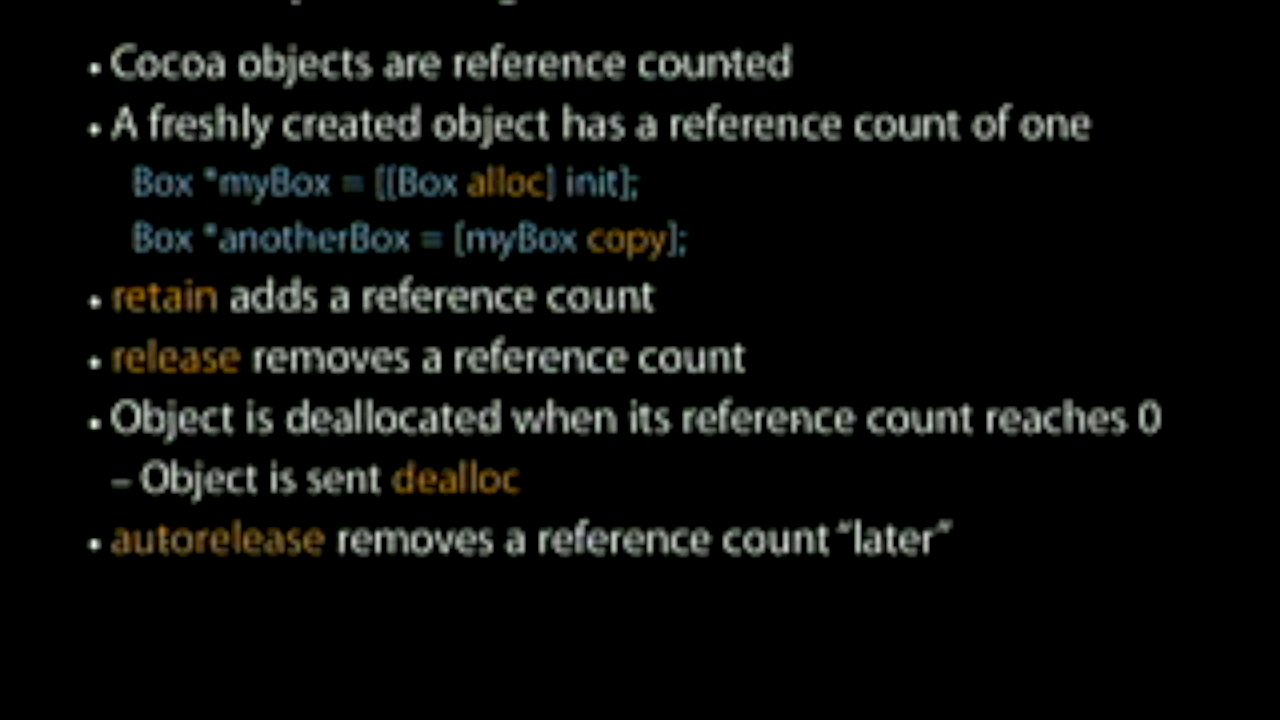 • Cocoa objects are reference counted
• A freshly created object has a reference count of one
Box *myBox = [[Box alloc] init];
Box *anotherBox = [myBox copy];
• retain adds a reference count
• release removes a reference count
• Object is deallocated when its reference count reaches 0
– Object is sent dealloc
• autorelease removes a reference count “later”